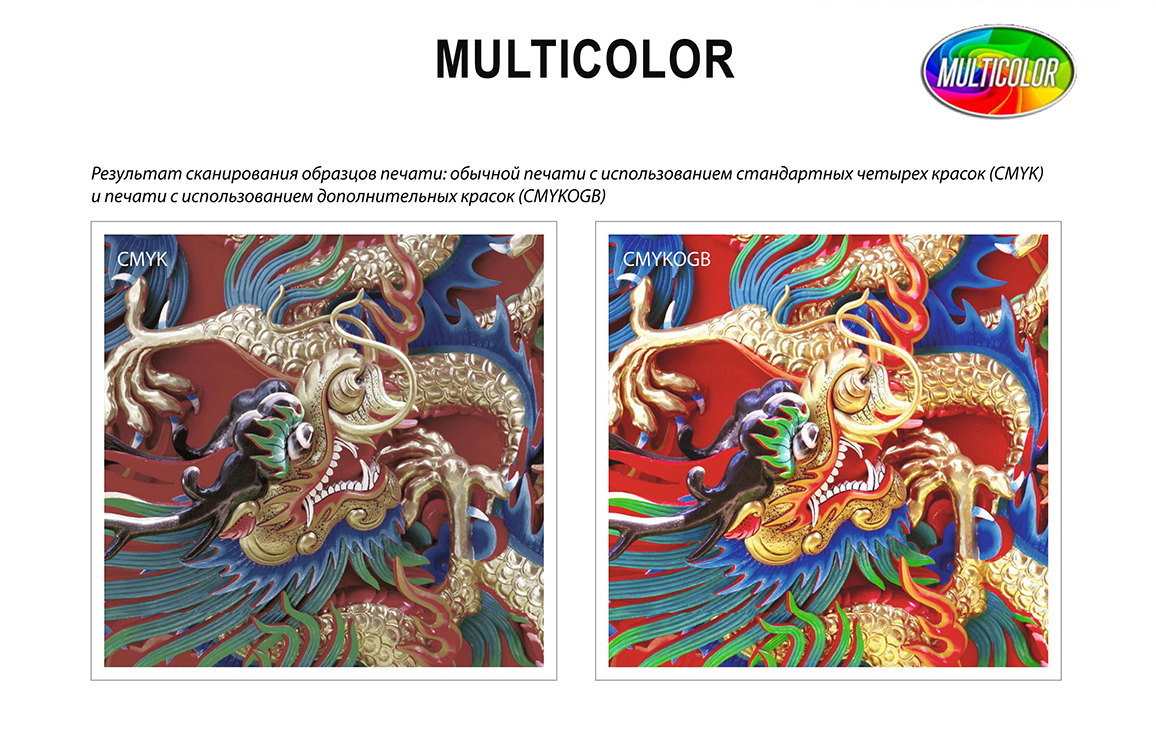 MULTICOLOR
MULTICOLOR
Результат сканирования образцов печати: обычной печати с использованием стандартных четырех красок (CMYK)
и печати с использованием дополнительных красок (CMYKOGB)
CMYK
CMYKOGB